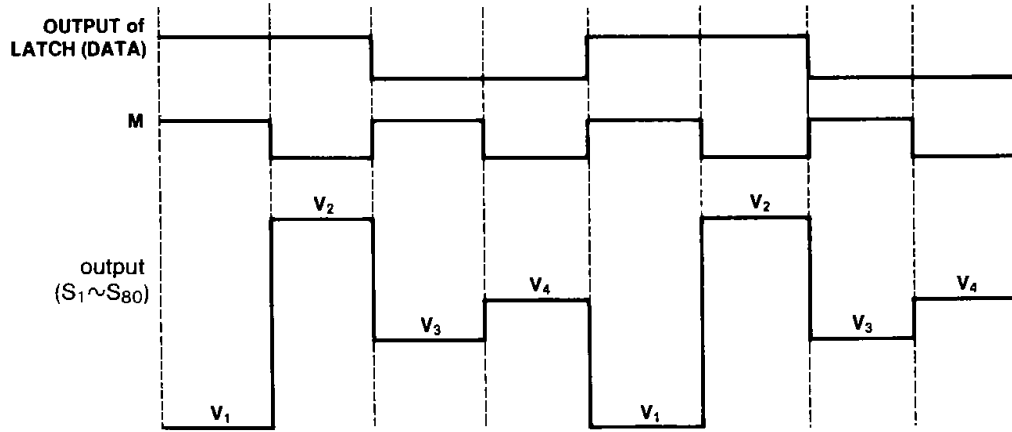 OUTPUT of
LATCH (DATA)
M
V₂
V₂
output
(S₁~S₈₀)
V₄
V₄
V₃
V₃
V₁
V₁